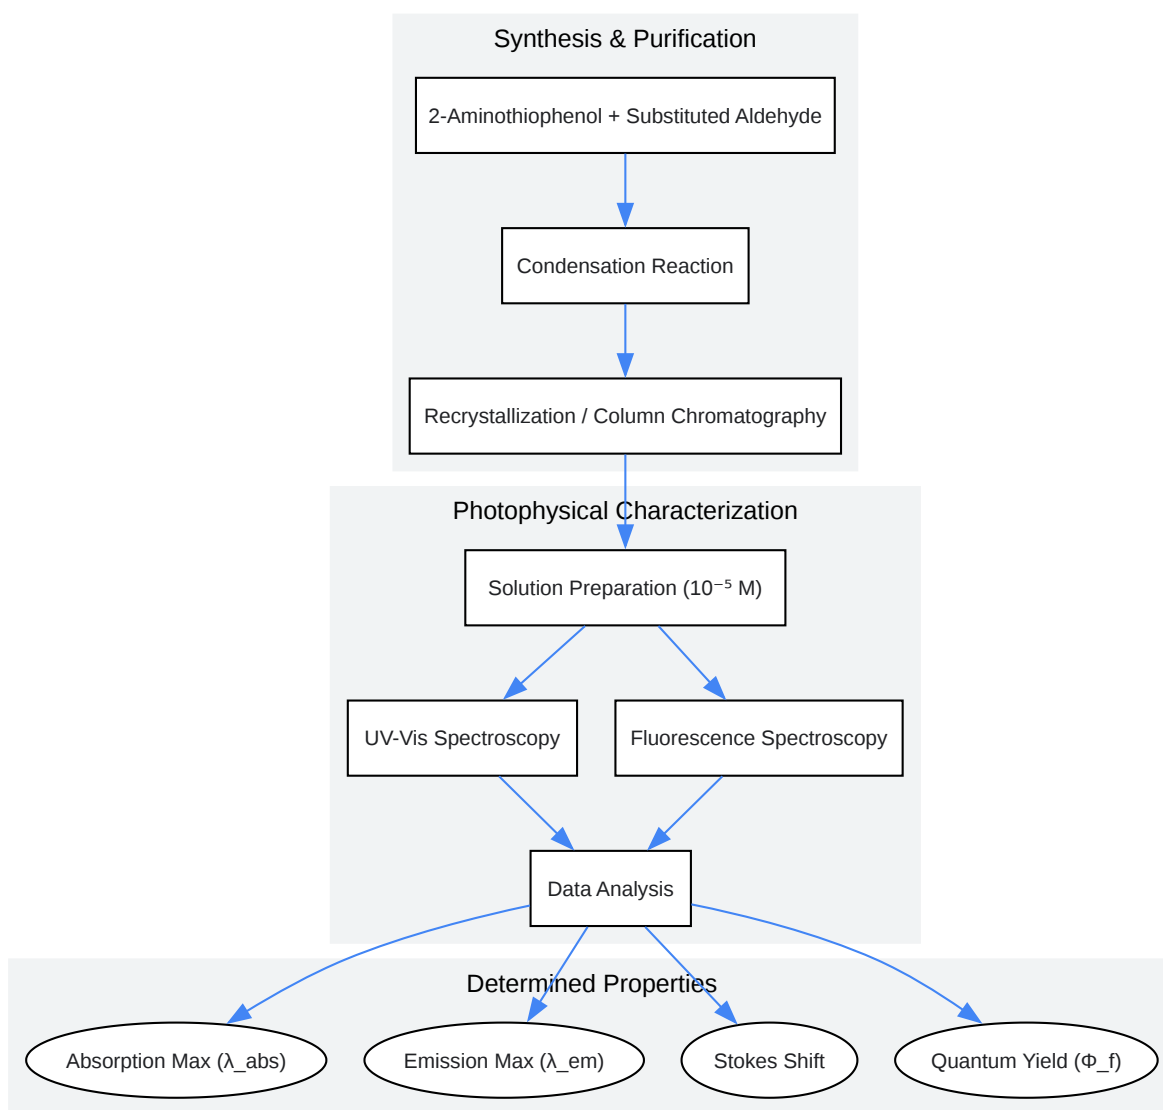 Synthesis & Purification
2-Aminothiophenol + Substituted Aldehyde
Condensation Reaction
Recrystallization / Column Chromatography
Photophysical Characterization
Solution Preparation (10⁻⁵ M)
UV-Vis Spectroscopy
Fluorescence Spectroscopy
Data Analysis
Determined Properties
Absorption Max (λ_abs)
Emission Max (λ_em)
Stokes Shift
Quantum Yield (Φ_f)